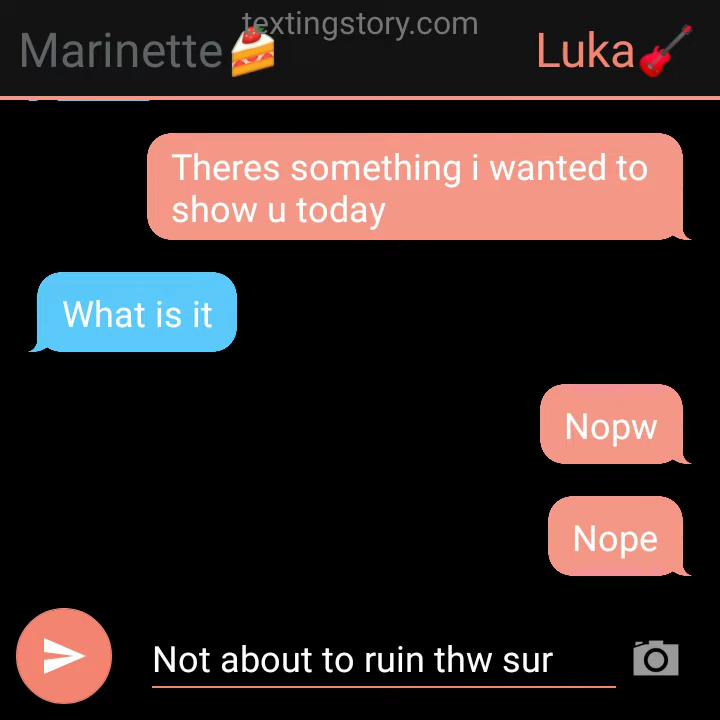 textingstory.com
Marinette🍰 Luka🎸
Theres something i wanted to
show u today
What is it
Nopw
Nope
Not about to ruin thw sur